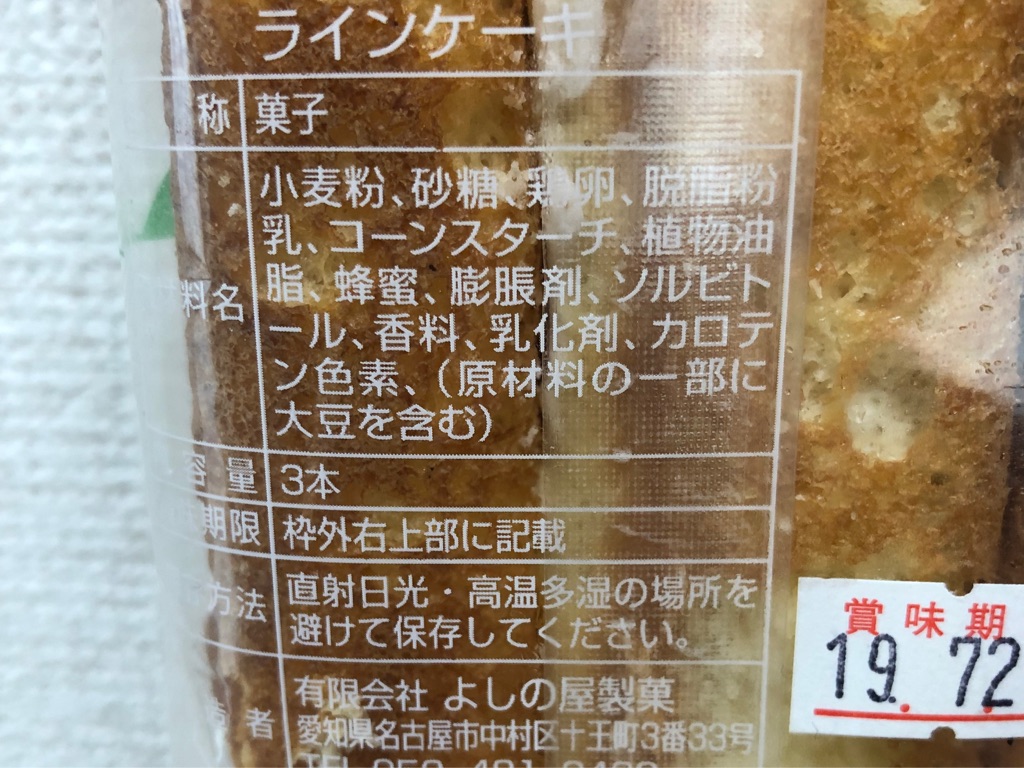 ラインケーキ
称 菓子
小麦粉、砂糖、鶏卵、脱脂粉
乳、コーンスターチ、植物油
脂、蜂蜜、膨脹剤、ソルビト
料名
ール、香料、乳化剤、カロテ
ン色素、(原材料の一部に
大豆を含む)
容量 3本
期限 枠外右上部に記載
方法
直射日光・高温多湿の場所を
避けて保存してください。
者
有限会社 よしの屋製菓
愛知県名古屋市中村区十王町3番33号
賞味期
19. 72